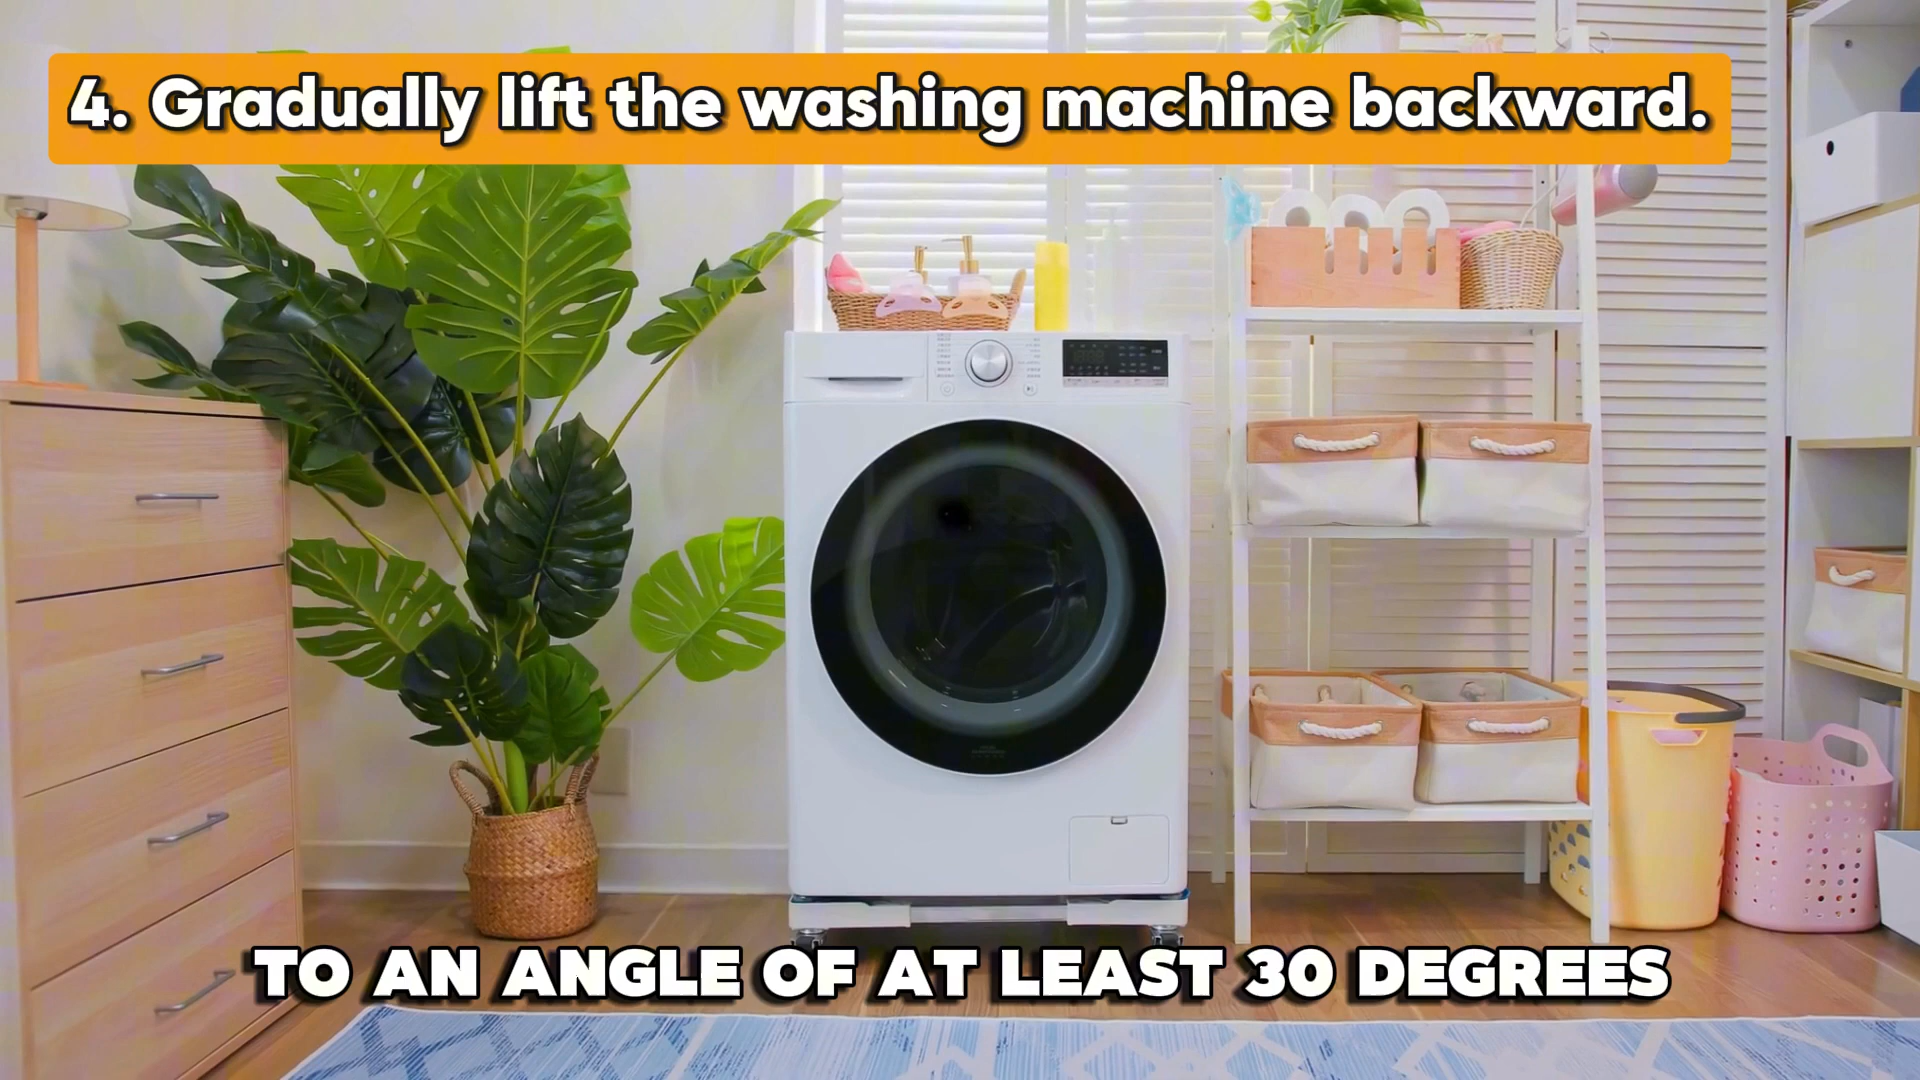 4. Gradually lift the washing machine backward.
TO AN ANGLE OF AT LEAST 30 DEGREES